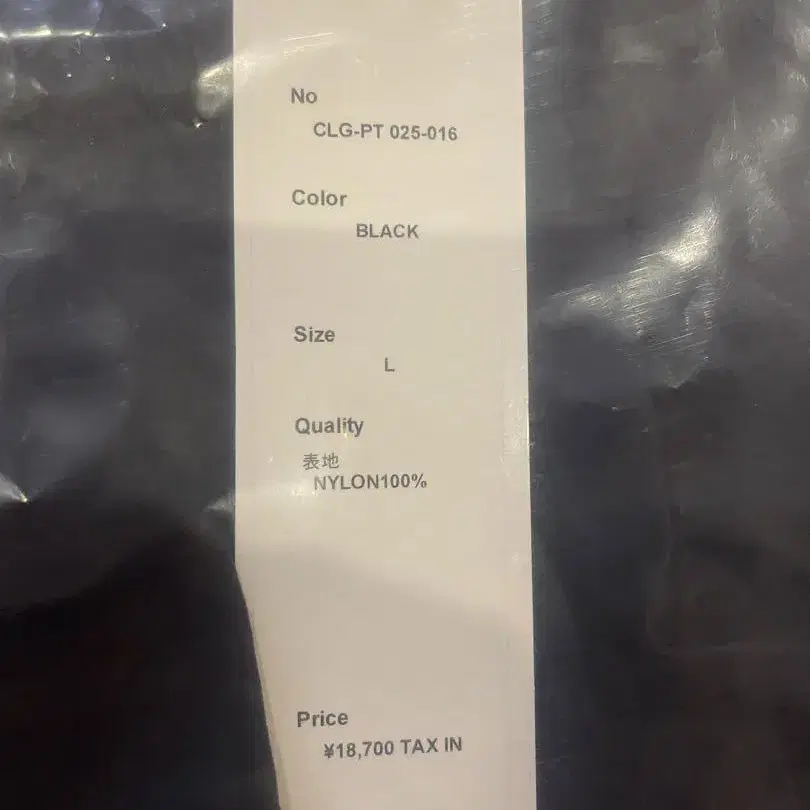 No
CLG-PT 025-016
Color
BLACK
Size
L
Quality
表地
NYLON100%
Price
¥18,700 TAX IN